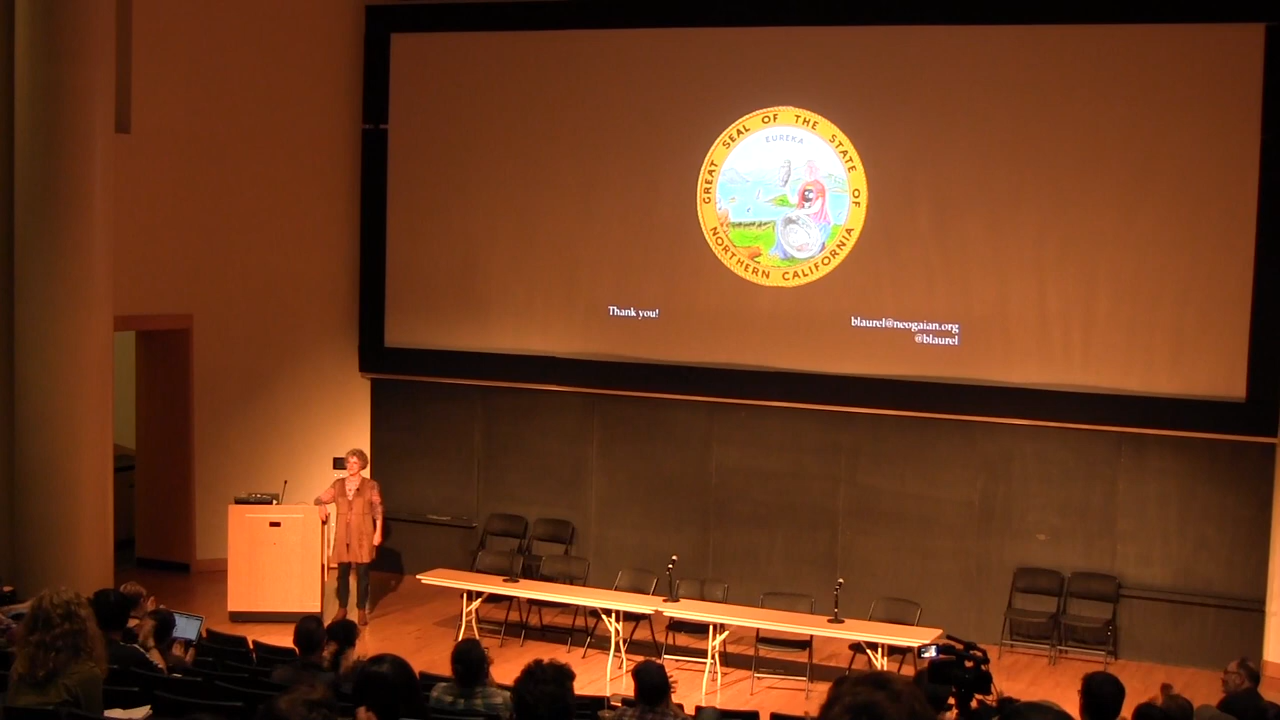 GREAT SEAL OF THE STATE OF
NORTHERN CALIFORNIA
EUREKA
Thank you!
blaurel@neogaian.org
@blaurel